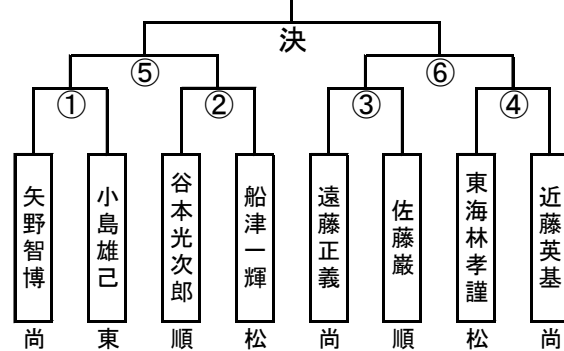 決
⑤ ⑥
① ② ③ ④
矢野智博
小島雄己
谷本光次郎
船津一輝
遠藤正義
佐藤巌
東海林孝謹
近藤英基
尚 東 順 松 尚 順 松 尚